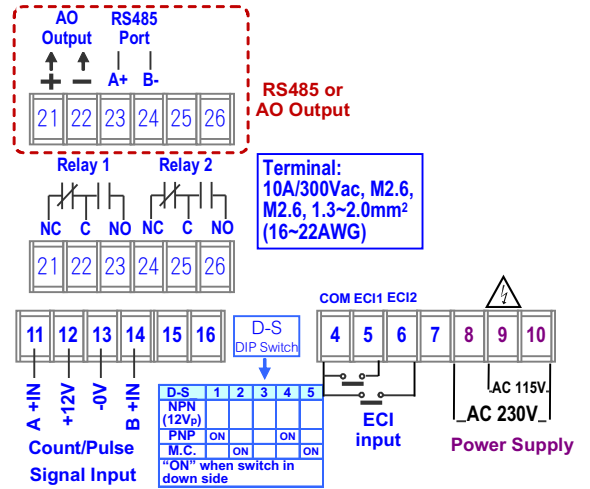 AO RS485
Output Port
+ − A+ B-
21 22 23 24 25 26
RS485 or
AO Output
Relay 1 Relay 2
NC C NO NC C NO
21 22 23 24 25 26
Terminal:
10A/300Vac, M2.6,
M2.6, 1.3~2.0mm²
(16~22AWG)
11 12 13 14 15 16
A +IN
+12V
-0V
B +IN
Count/Pulse
Signal Input
D-S
DIP Switch
D-S 1 2 3 4 5
NPN
(12Vp)
PNP ON ON
M.C. ON ON
“ON” when switch in
down side
COM ECI1 ECI2
4 5 6 7 8 9 10
ECI
input
AC 115V
AC 230V
Power Supply